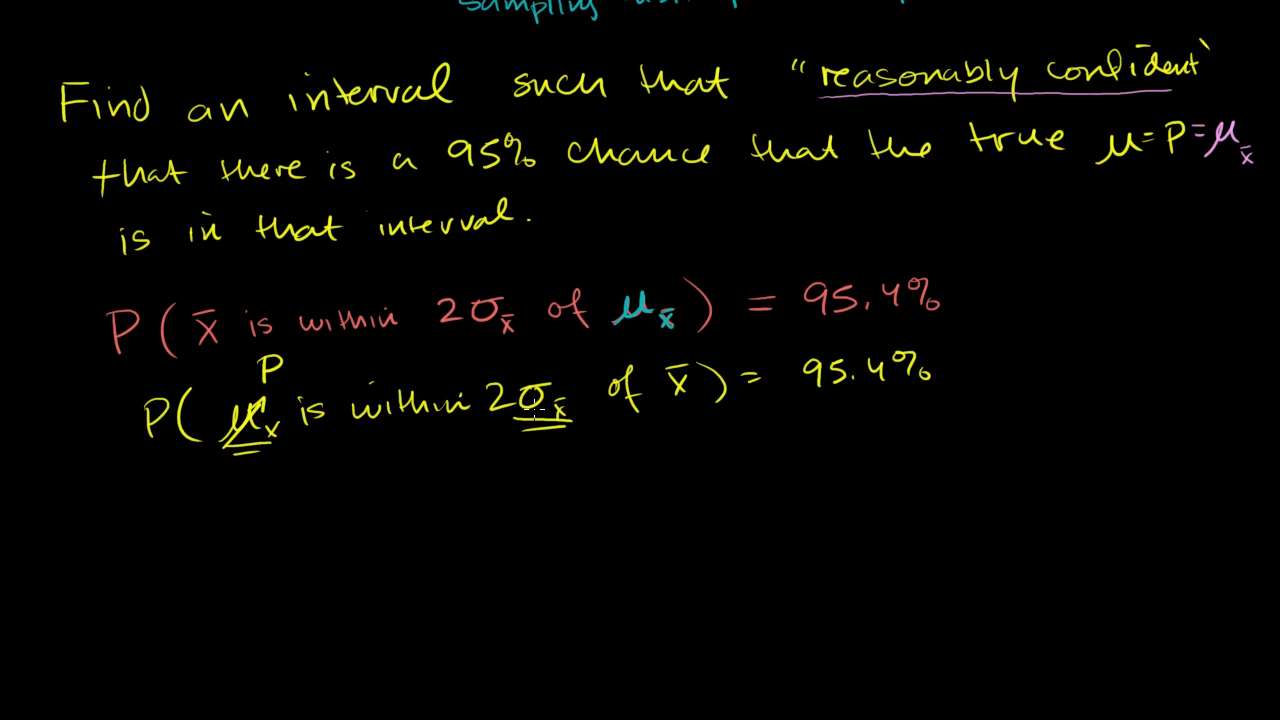 sampling
Find an interval such that "reasonably confident"
that there is a 95% chance that the true μ = P = μx̄
is in that interval.
P( x̄ is within 2σx̄ of μx̄ ) = 95.4%
P
P( μx is within 2σx̄ of x̄ ) = 95.4%